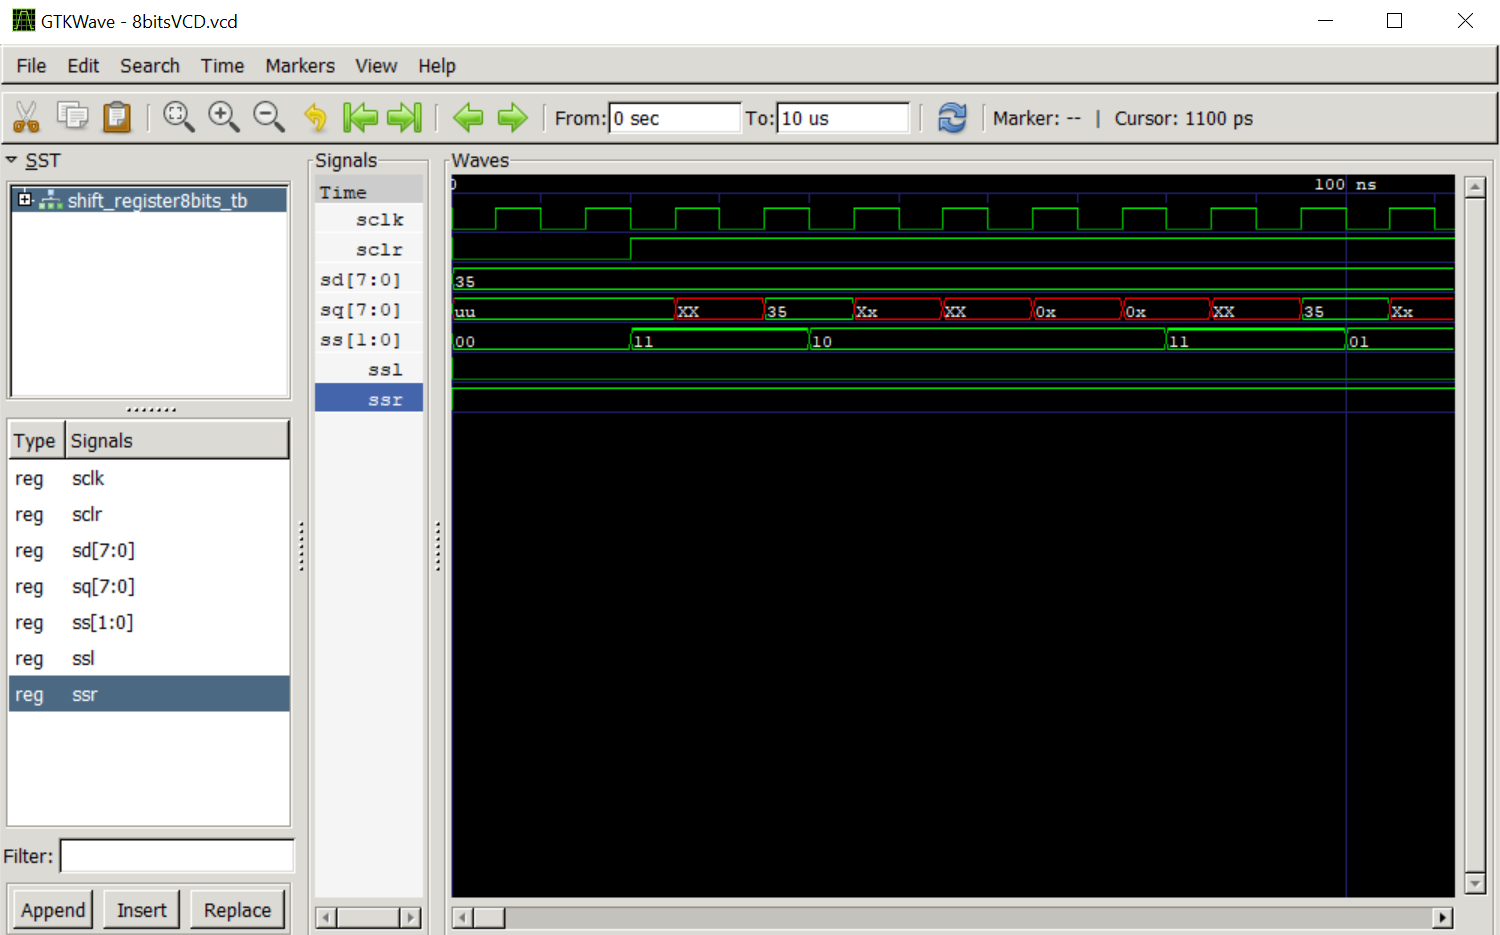 GTKWave - 8bitsVCD.vcd
File Edit Search Time Markers View Help
From: 0 sec To: 10 us Marker: -- | Cursor: 1100 ps
SST
shift_register8bits_tb
Type Signals
reg sclk
reg sclr
reg sd[7:0]
reg sq[7:0]
reg ss[1:0]
reg ssl
reg ssr
Filter:
Append Insert Replace
Signals
Time
sclk
sclr
sd[7:0]
sq[7:0]
ss[1:0]
ssl
ssr
Waves
0 100 ns
35
uu XX 35 Xx XX 0x 0x XX 35 Xx
00 11 10 11 01